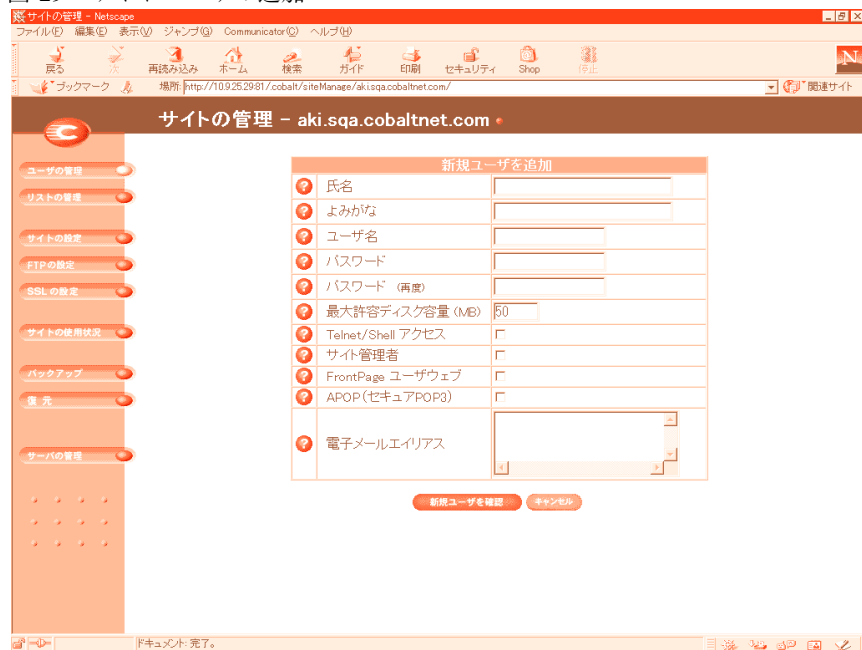 サイトの管理 - Netscape
ファイル(F) 編集(E) 表示(V) ジャンプ(G) Communicator(C) ヘルプ(H)
戻る 次 再読み込み ホーム 検索 ガイド 印刷 セキュリティ Shop 停止
N
ブックマーク 場所: http://10.9.25.29:81/.cobalt/siteManage/aki.sqa.cobaltnet.com/ 関連サイト
サイトの管理 - aki.sqa.cobaltnet.com
ユーザの管理
リストの管理
サイトの設定
FTPの設定
SSLの設定
サイトの使用状況
バックアップ
復元
サーバの管理
新規ユーザを追加
氏名
よみがな
ユーザ名
パスワード
パスワード (再度)
最大許容ディスク容量 (MB) 50
Telnet/Shell アクセス
サイト管理者
FrontPage ユーザウェブ
APOP(セキュアPOP3)
電子メールエイリアス
新規ユーザを確認 キャンセル
ドキュメント: 完了。